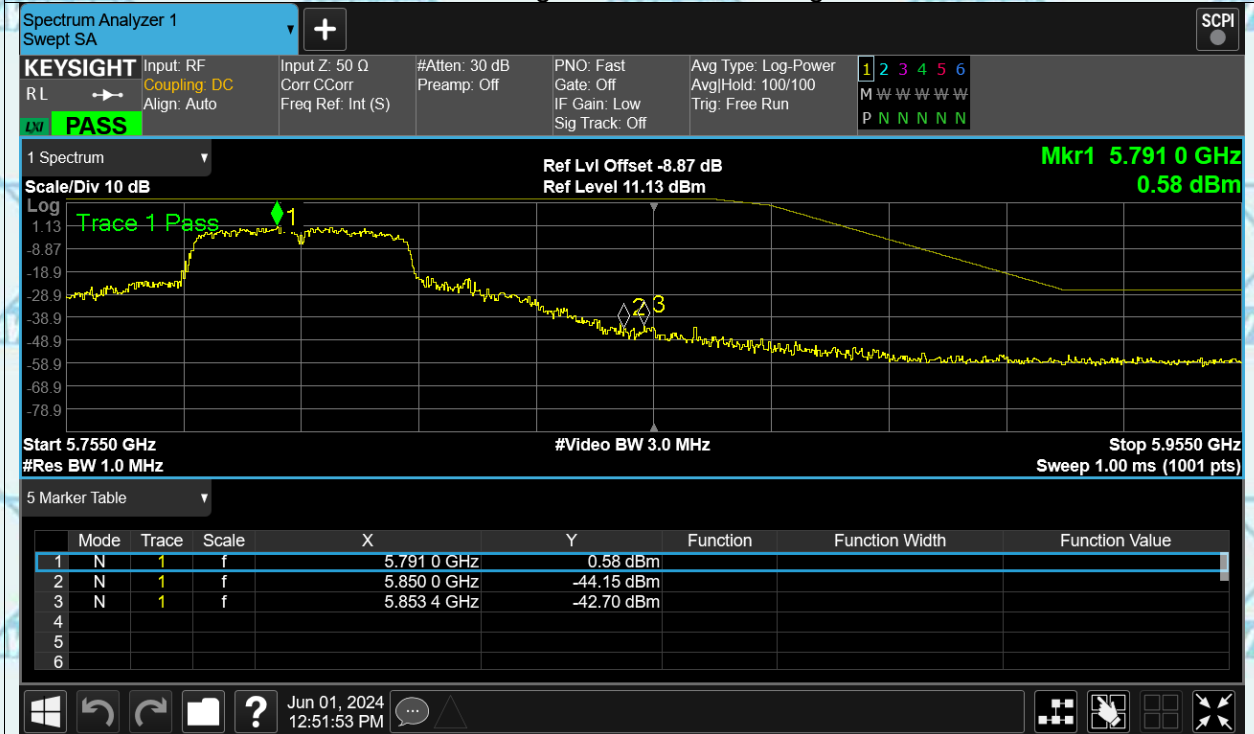 Spectrum Analyzer 1
Swept SA
+
SCPI
KEYSIGHT
R L
LXI PASS
Input: RF
Coupling: DC
Align: Auto
Input Z: 50 Ω
Corr CCorr
Freq Ref: Int (S)
#Atten: 30 dB
Preamp: Off
PNO: Fast
Gate: Off
IF Gain: Low
Sig Track: Off
Avg Type: Log-Power
Avg|Hold: 100/100
Trig: Free Run
1 2 3 4 5 6
M W W W W W
P N N N N N
1 Spectrum
Scale/Div 10 dB
Ref Lvl Offset -8.87 dB
Ref Level 11.13 dBm
Mkr1 5.791 0 GHz
0.58 dBm
Log
Trace 1 Pass
1
2
3
1.13
-8.87
-18.9
-28.9
-38.9
-48.9
-58.9
-68.9
-78.9
Start 5.7550 GHz
#Video BW 3.0 MHz
Stop 5.9550 GHz
#Res BW 1.0 MHz
Sweep 1.00 ms (1001 pts)
5 Marker Table
Mode Trace Scale X Y Function Function Width Function Value
1 N 1 f 5.791 0 GHz 0.58 dBm
2 N 1 f 5.850 0 GHz -44.15 dBm
3 N 1 f 5.853 4 GHz -42.70 dBm
4
5
6
?
Jun 01, 2024
12:51:53 PM